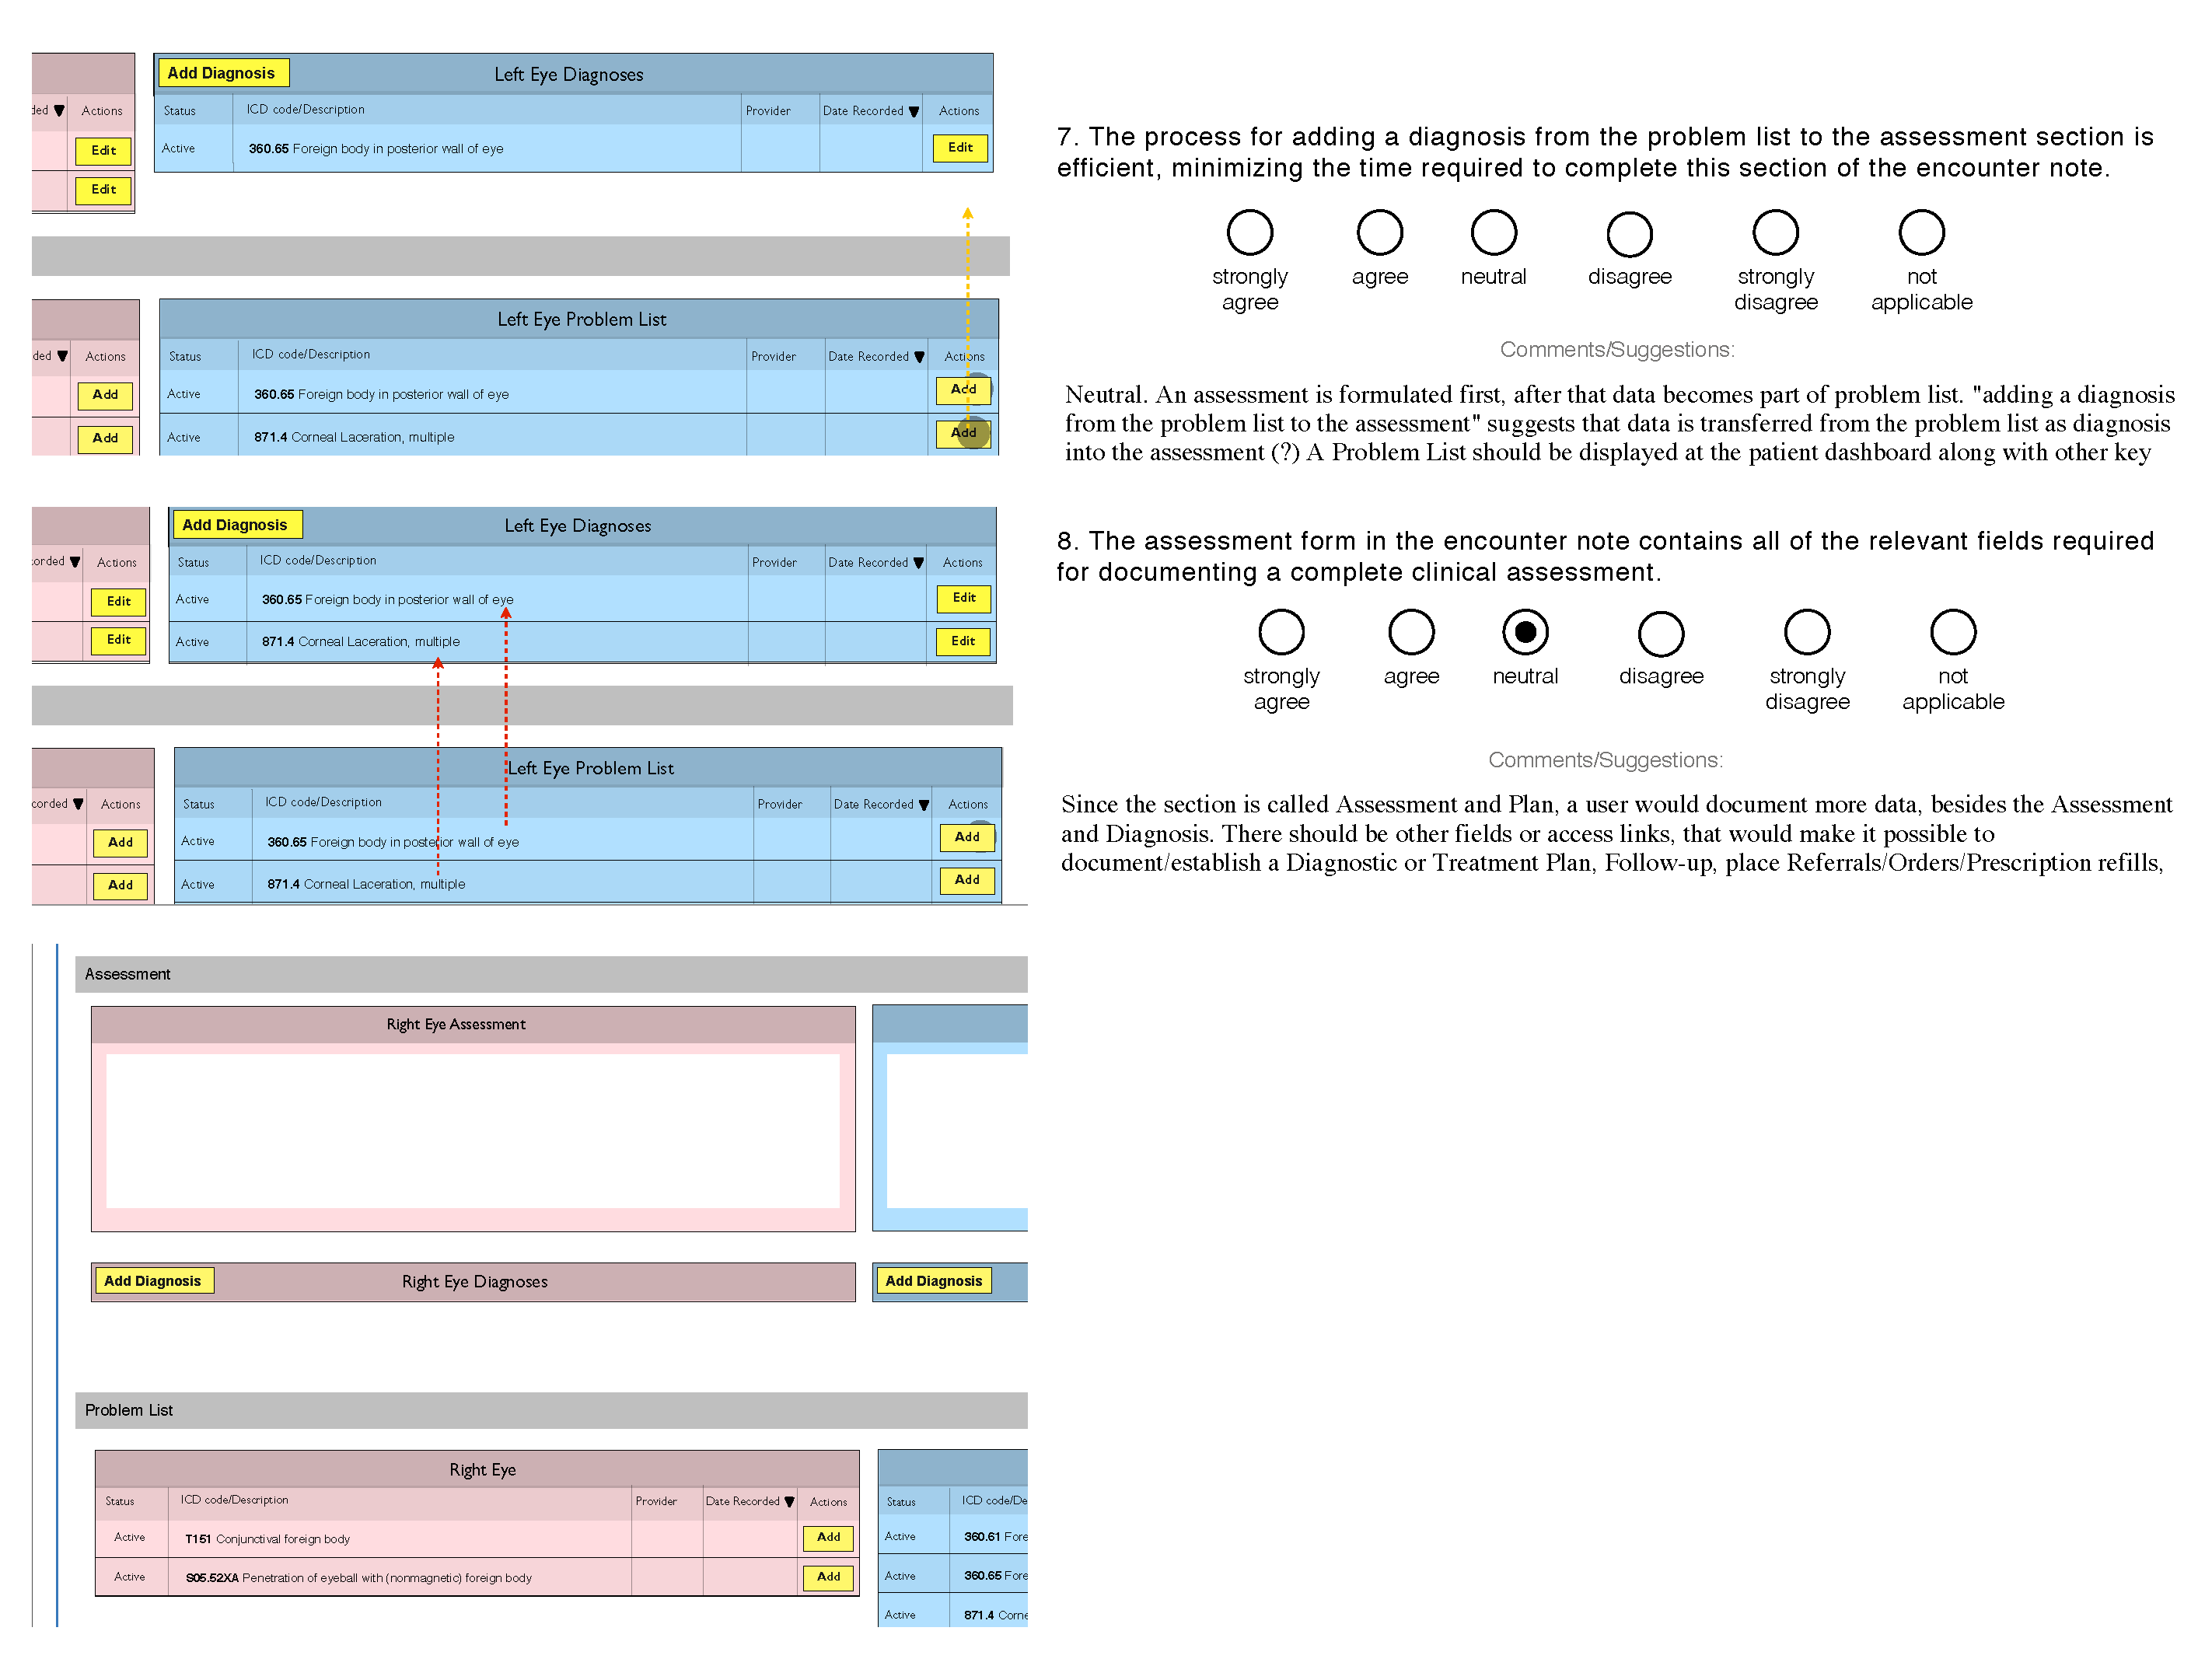 Add Diagnosis Left Eye Diagnoses
ded ▼ Actions Status ICD code/Description Provider Date Recorded ▼ Actions
Edit Active 360.65 Foreign body in posterior wall of eye Edit
Edit
Left Eye Problem List
ded ▼ Actions Status ICD code/Description Provider Date Recorded ▼ Actions
Add Active 360.65 Foreign body in posterior wall of eye Add
Add Active 871.4 Corneal Laceration, multiple Add
7. The process for adding a diagnosis from the problem list to the assessment section is
efficient, minimizing the time required to complete this section of the encounter note.
strongly agree neutral disagree strongly not
agree disagree applicable
Comments/Suggestions:
Neutral. An assessment is formulated first, after that data becomes part of problem list. "adding a diagnosis
from the problem list to the assessment" suggests that data is transferred from the problem list as diagnosis
into the assessment (?) A Problem List should be displayed at the patient dashboard along with other key
Add Diagnosis Left Eye Diagnoses
orded ▼ Actions Status ICD code/Description Provider Date Recorded ▼ Actions
Edit Active 360.65 Foreign body in posterior wall of eye Edit
Edit Active 871.4 Corneal Laceration, multiple Edit
Left Eye Problem List
corded ▼ Actions Status ICD code/Description Provider Date Recorded ▼ Actions
Add Active 360.65 Foreign body in posterior wall of eye Add
Add Active 871.4 Corneal Laceration, multiple Add
8. The assessment form in the encounter note contains all of the relevant fields required
for documenting a complete clinical assessment.
strongly agree neutral disagree strongly not
agree disagree applicable
Comments/Suggestions:
Since the section is called Assessment and Plan, a user would document more data, besides the Assessment
and Diagnosis. There should be other fields or access links, that would make it possible to
document/establish a Diagnostic or Treatment Plan, Follow-up, place Referrals/Orders/Prescription refills,
Assessment
Right Eye Assessment
Add Diagnosis Right Eye Diagnoses Add Diagnosis
Problem List
Right Eye
Status ICD code/Description Provider Date Recorded ▼ Actions Status ICD code/De
Active T151 Conjunctival foreign body Add Active 360.61 Fore
Active S05.52XA Penetration of eyeball with (nonmagnetic) foreign body Add Active 360.65 Fore
Active 871.4 Corne